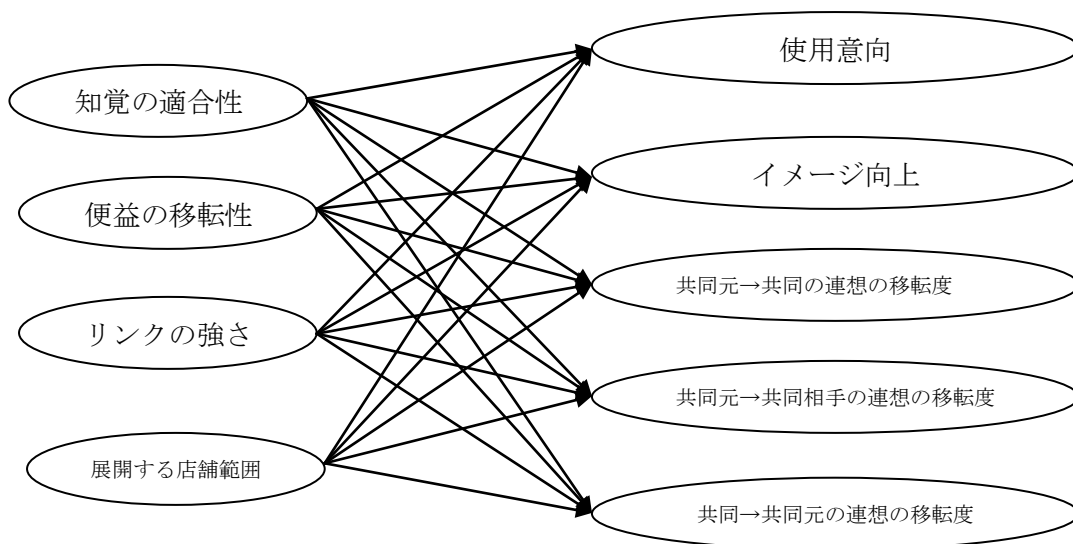 知覚の適合性
便益の移転性
リンクの強さ
展開する店舗範囲
使用意向
イメージ向上
共同元→共同の連想の移転度
共同元→共同相手の連想の移転度
共同→共同元の連想の移転度